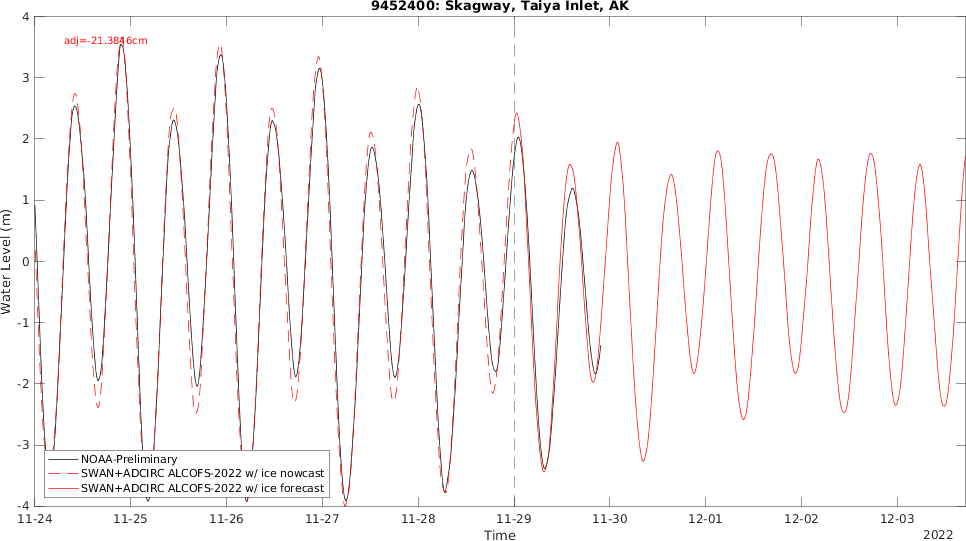 9452400: Skagway, Taiya Inlet, AK
adj=-21.3846cm
Water Level (m)
4
3
2
1
0
-1
-2
-3
-4
NOAA-Preliminary
SWAN+ADCIRC ALCOFS-2022 w/ ice nowcast
SWAN+ADCIRC ALCOFS-2022 w/ ice forecast
11-24 11-25 11-26 11-27 11-28 11-29 11-30 12-01 12-02 12-03
Time
2022